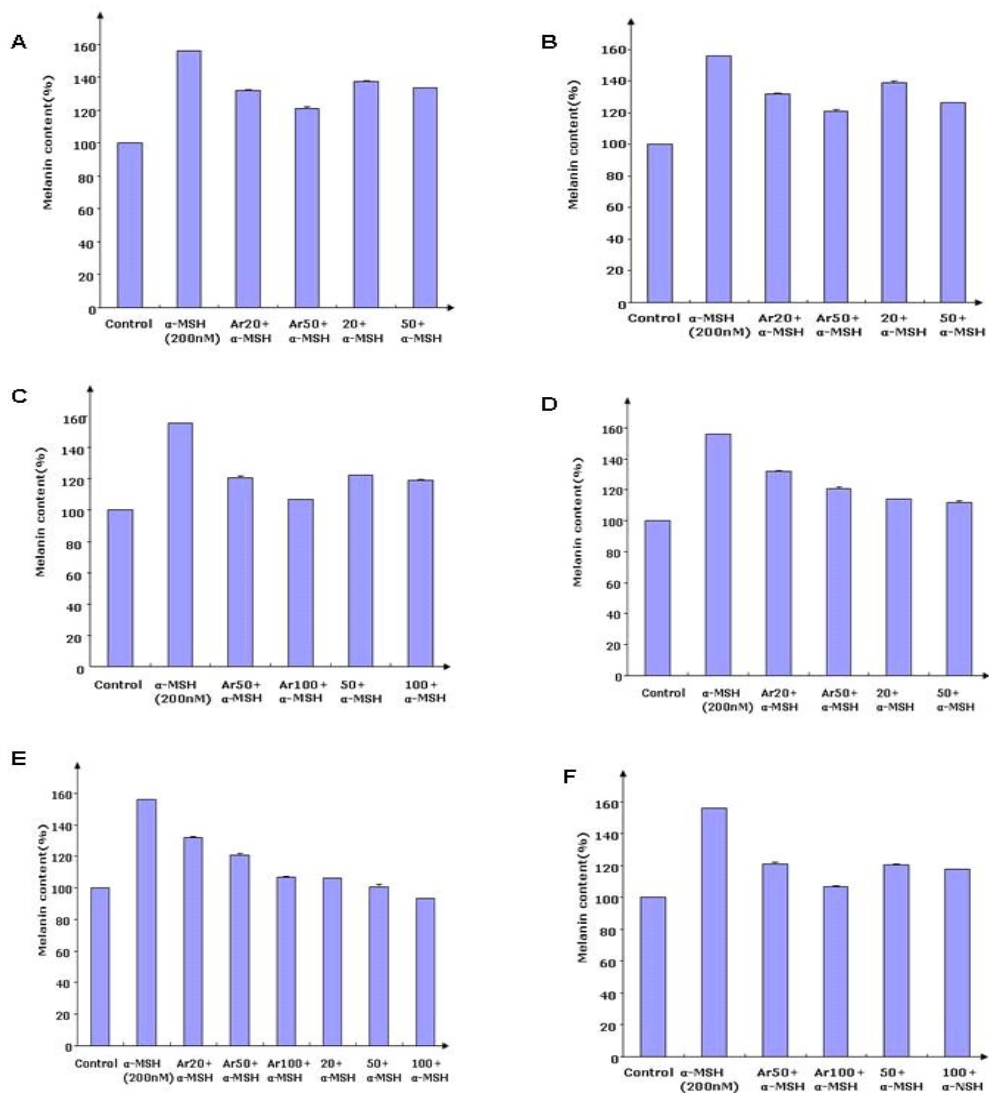 A
Melanin content(%)
160
140
120
100
80
60
40
20
0
Control α-MSH Ar20+ Ar50+ 20+ 50+
(200nM) α-MSH α-MSH α-MSH α-MSH
B
Melanin content(%)
160
140
120
100
80
60
40
20
0
Control α-MSH Ar20+ Ar50+ 20+ 50+
(200nM) α-MSH α-MSH α-MSH α-MSH
C
Melanin content(%)
160
140
120
100
80
60
40
20
0
Control α-MSH Ar50+ Ar100+ 50+ 100+
(200nM) α-MSH α-MSH α-MSH α-MSH
D
Melanin content(%)
160
140
120
100
80
60
40
20
0
Control α-MSH Ar20+ Ar50+ 20+ 50+
(200nM) α-MSH α-MSH α-MSH α-MSH
E
Melanin content(%)
160
140
120
100
80
60
40
20
0
Control α-MSH Ar20+ Ar50+ Ar100+ 20+ 50+ 100+
(200nM) α-MSH α-MSH α-MSH α-MSH α-MSH α-MSH
F
Melanin content(%)
160
140
120
100
80
60
40
20
0
Control α-MSH Ar50+ Ar100+ 50+ 100+
(200nM) α-MSH α-MSH α-MSH α-NSH